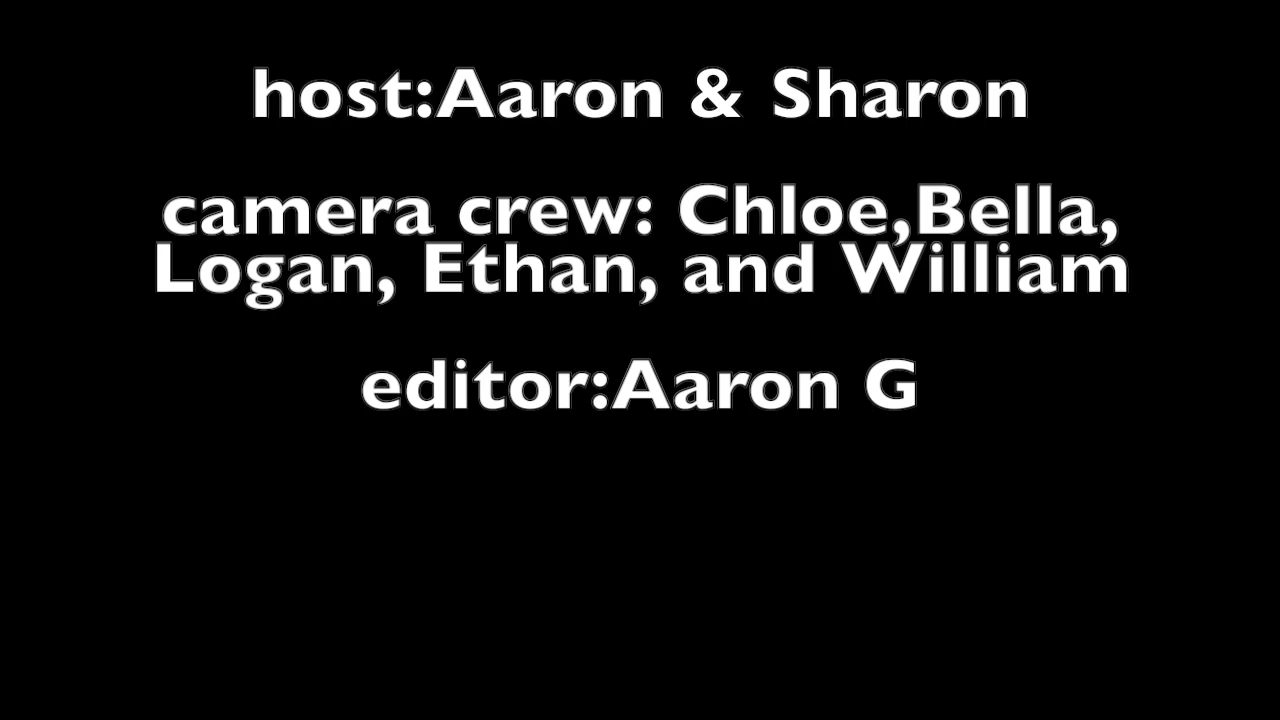 host:Aaron & Sharon
camera crew: Chloe,Bella,
Logan, Ethan, and William
editor:Aaron G